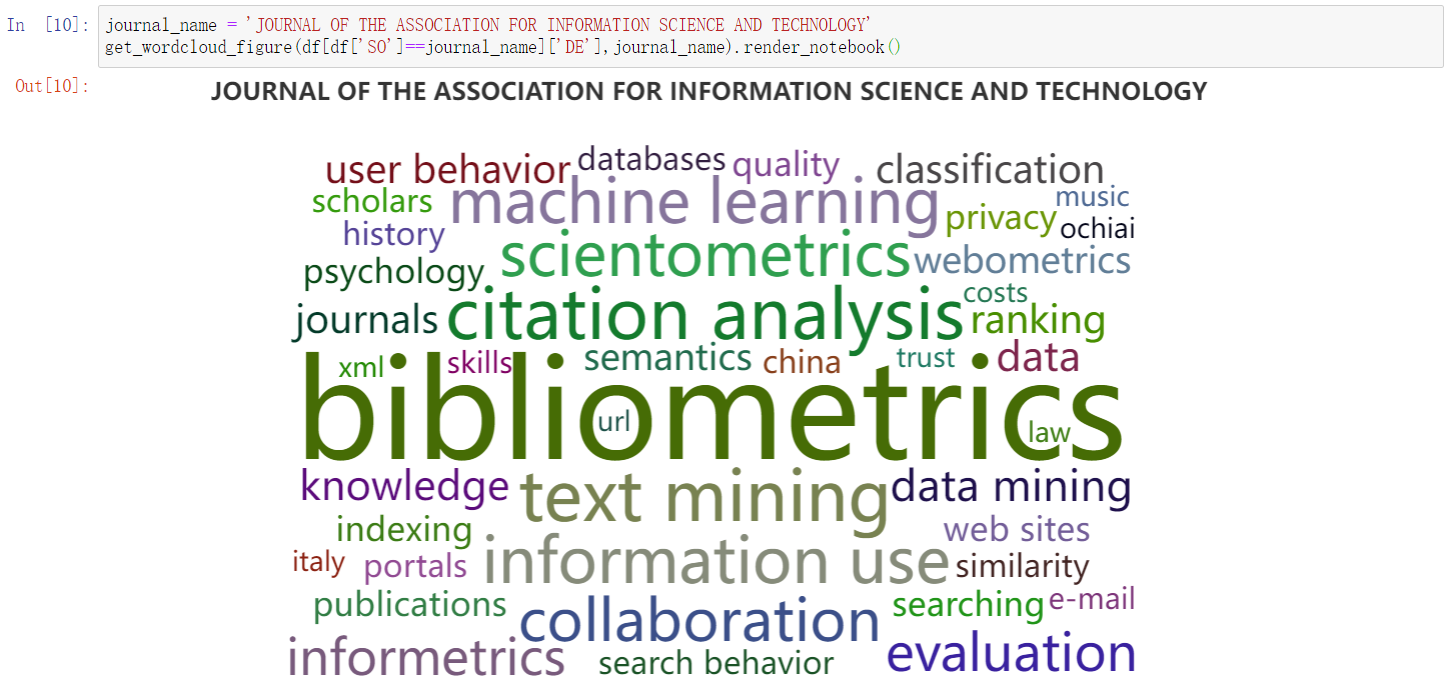 In [10]: journal_name = 'JOURNAL OF THE ASSOCIATION FOR INFORMATION SCIENCE AND TECHNOLOGY'
get_wordcloud_figure(df[df['SO']==journal_name]['DE'],journal_name).render_notebook()
Out[10]:
JOURNAL OF THE ASSOCIATION FOR INFORMATION SCIENCE AND TECHNOLOGY
user behavior databases quality classification
scholars machine learning music
history privacy ochiai
psychology scientometrics webometrics
journals citation analysis costs
ranking
xml skills semantics china trust data
bibliometrics
url law
knowledge text mining data mining
indexing web sites
italy portals information use similarity
publications collaboration searching e-mail
informetrics search behavior evaluation